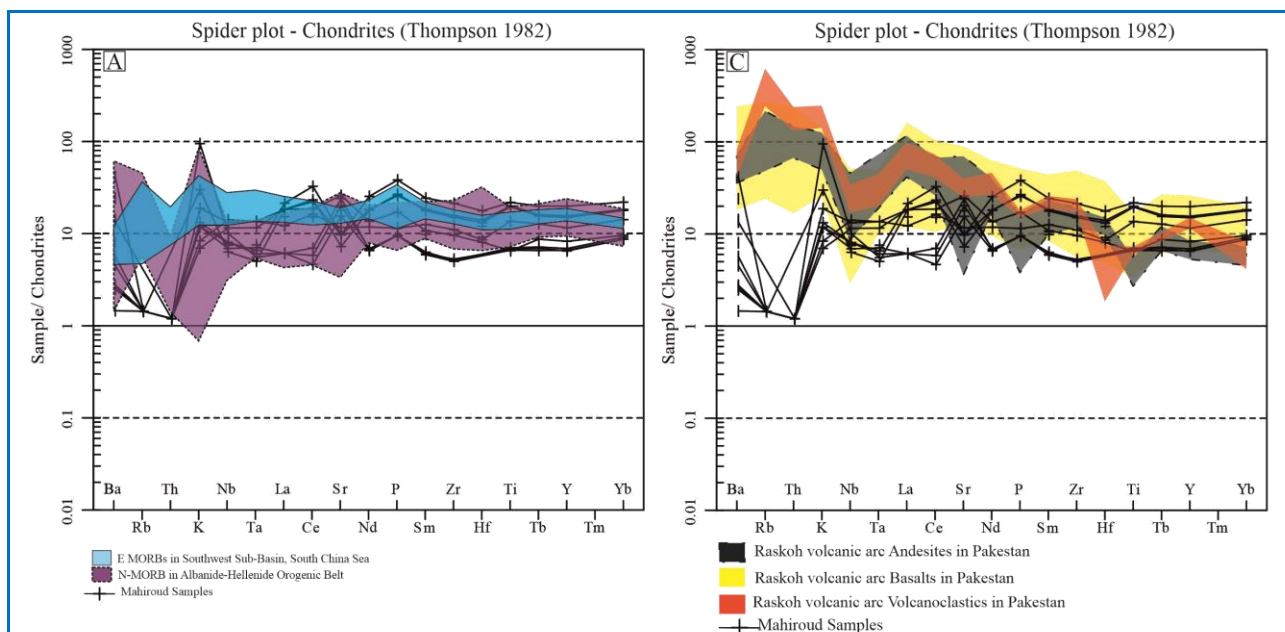 Spider plot - Chondrites (Thompson 1982)
A
Sample/ Chondrites
1000
100
10
1
0.1
0.01
Ba Th K Nb La Sr P Zr Ti Y Yb
Rb K Ta Ce Nd Sm Hf Tb Tm
E MORBs in Southwest Sub-Basin, South China Sea
N-MORB in Albanide-Hellenide Orogenic Belt
Mahiroud Samples
Spider plot - Chondrites (Thompson 1982)
C
Sample/ Chondrites
1000
100
10
1
0.1
0.01
Ba Th Nb La Sr P Zr Ti Y Yb
Rb K Ta Ce Nd Sm Hf Tb Tm
Raskoh volcanic arc Andesites in Pakestan
Raskoh volcanic arc Basalts in Pakestan
Raskoh volcanic arc Volcanoclastics in Pakestan
Mahiroud Samples